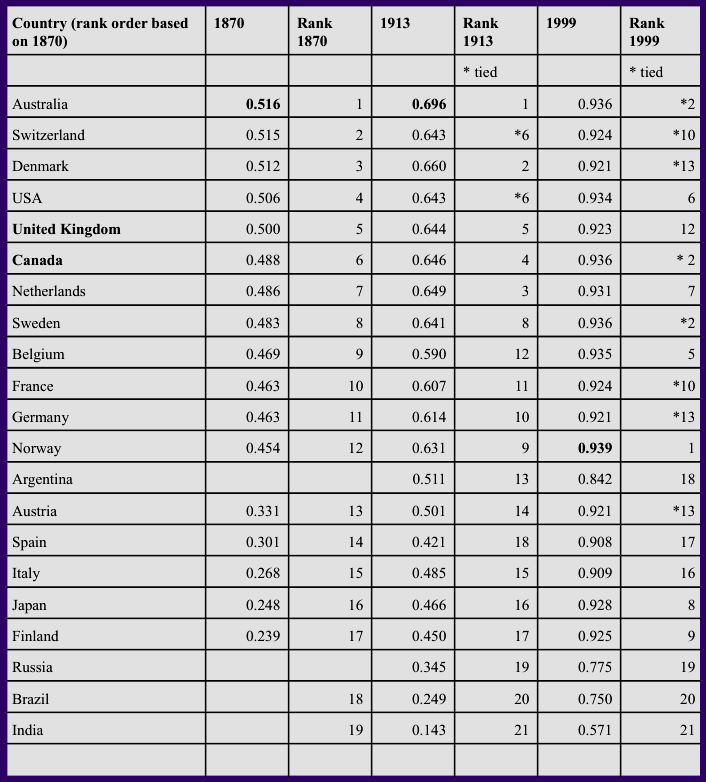 Country (rank order based on 1870) 1870 Rank 1870 1913 Rank 1913 1999 Rank 1999
* tied * tied
Australia 0.516 1 0.696 1 0.936 *2
Switzerland 0.515 2 0.643 *6 0.924 *10
Denmark 0.512 3 0.660 2 0.921 *13
USA 0.506 4 0.643 *6 0.934 6
United Kingdom 0.500 5 0.644 5 0.923 12
Canada 0.488 6 0.646 4 0.936 * 2
Netherlands 0.486 7 0.649 3 0.931 7
Sweden 0.483 8 0.641 8 0.936 *2
Belgium 0.469 9 0.590 12 0.935 5
France 0.463 10 0.607 11 0.924 *10
Germany 0.463 11 0.614 10 0.921 *13
Norway 0.454 12 0.631 9 0.939 1
Argentina 0.511 13 0.842 18
Austria 0.331 13 0.501 14 0.921 *13
Spain 0.301 14 0.421 18 0.908 17
Italy 0.268 15 0.485 15 0.909 16
Japan 0.248 16 0.466 16 0.928 8
Finland 0.239 17 0.450 17 0.925 9
Russia 0.345 19 0.775 19
Brazil 18 0.249 20 0.750 20
India 19 0.143 21 0.571 21